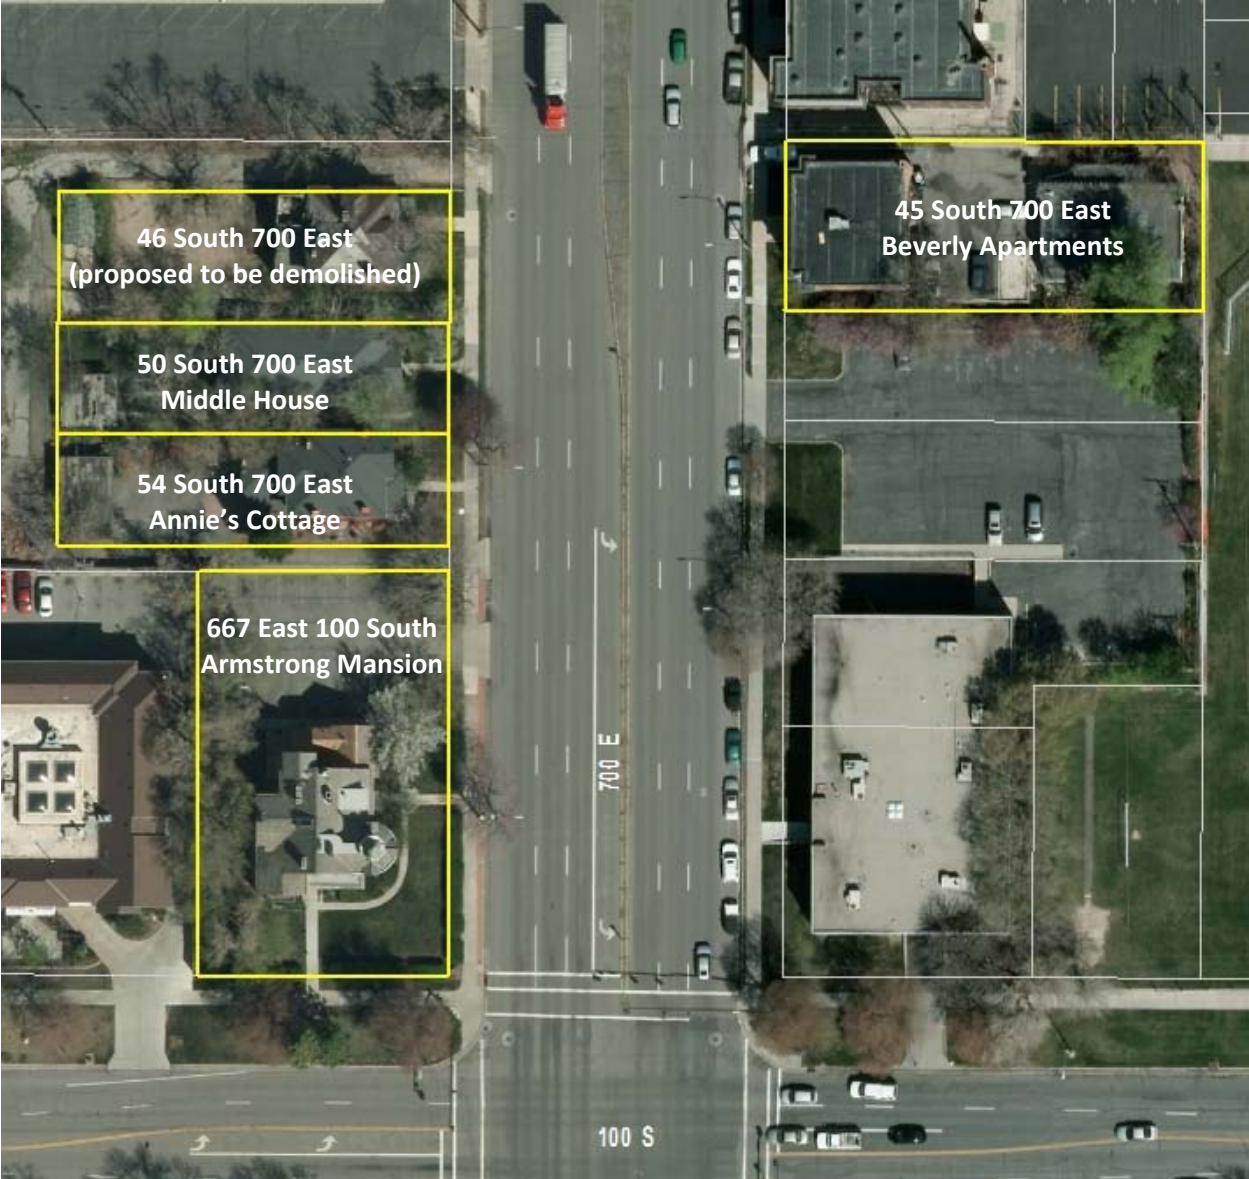 46 South 700 East
(proposed to be demolished)
45 South 700 East
Beverly Apartments
50 South 700 East
Middle House
54 South 700 East
Annie’s Cottage
667 East 100 South
Armstrong Mansion
700 E
100 S